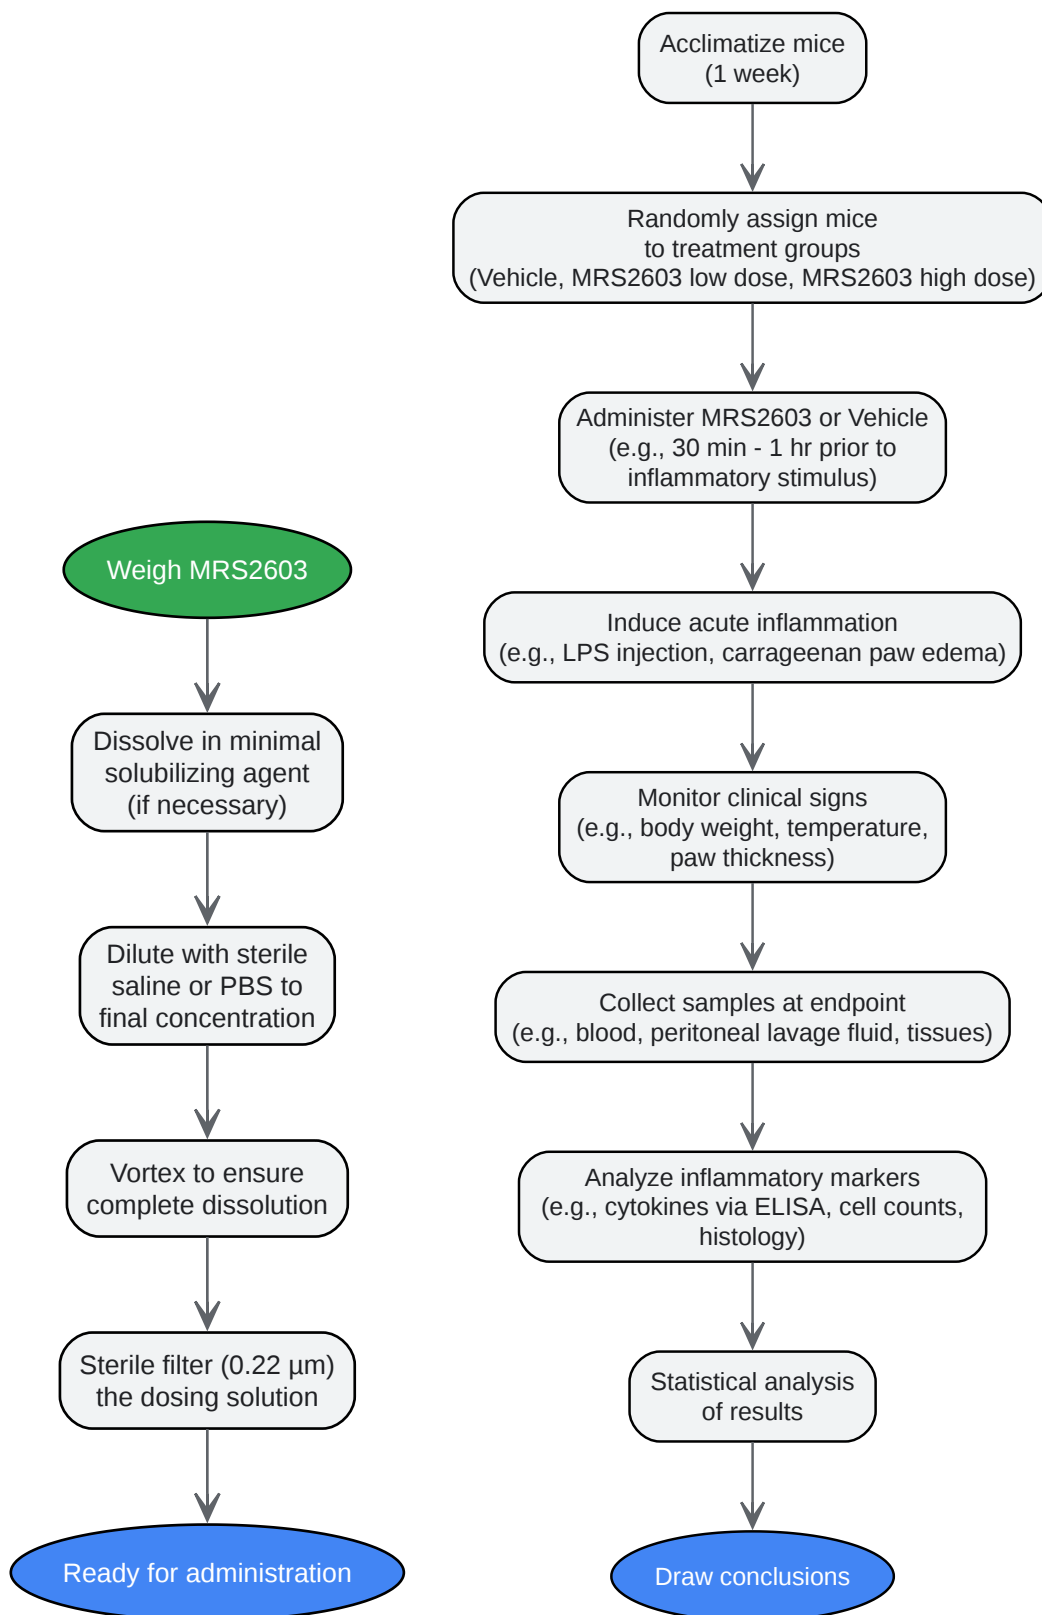 Weigh MRS2603
Dissolve in minimal
solubilizing agent
(if necessary)
Dilute with sterile
saline or PBS to
final concentration
Vortex to ensure
complete dissolution
Sterile filter (0.22 µm)
the dosing solution
Ready for administration
Acclimatize mice
(1 week)
Randomly assign mice
to treatment groups
(Vehicle, MRS2603 low dose, MRS2603 high dose)
Administer MRS2603 or Vehicle
(e.g., 30 min - 1 hr prior to
inflammatory stimulus)
Induce acute inflammation
(e.g., LPS injection, carrageenan paw edema)
Monitor clinical signs
(e.g., body weight, temperature,
paw thickness)
Collect samples at endpoint
(e.g., blood, peritoneal lavage fluid, tissues)
Analyze inflammatory markers
(e.g., cytokines via ELISA, cell counts,
histology)
Statistical analysis
of results
Draw conclusions